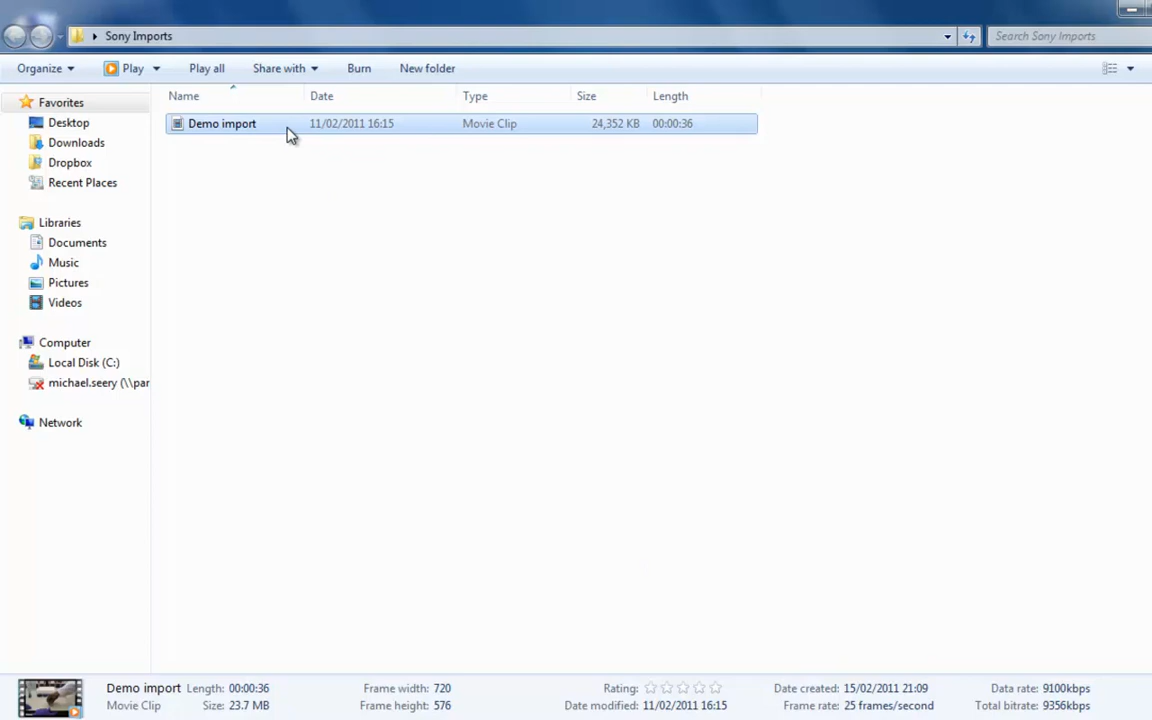 Sony Imports
Search Sony Imports
Organize Play Play all Share with Burn New folder
Name Date Type Size Length
Demo import 11/02/2011 16:15 Movie Clip 24,352 KB 00:00:36
Favorites
Desktop
Downloads
Dropbox
Recent Places
Libraries
Documents
Music
Pictures
Videos
Computer
Local Disk (C:)
michael.seery (\\par
Network
Demo import Length: 00:00:36 Frame width: 720 Rating: Date created: 15/02/2011 21:09 Data rate: 9100kbps
Movie Clip Size: 23.7 MB Frame height: 576 Date modified: 11/02/2011 16:15 Frame rate: 25 frames/second Total bitrate: 9356kbps